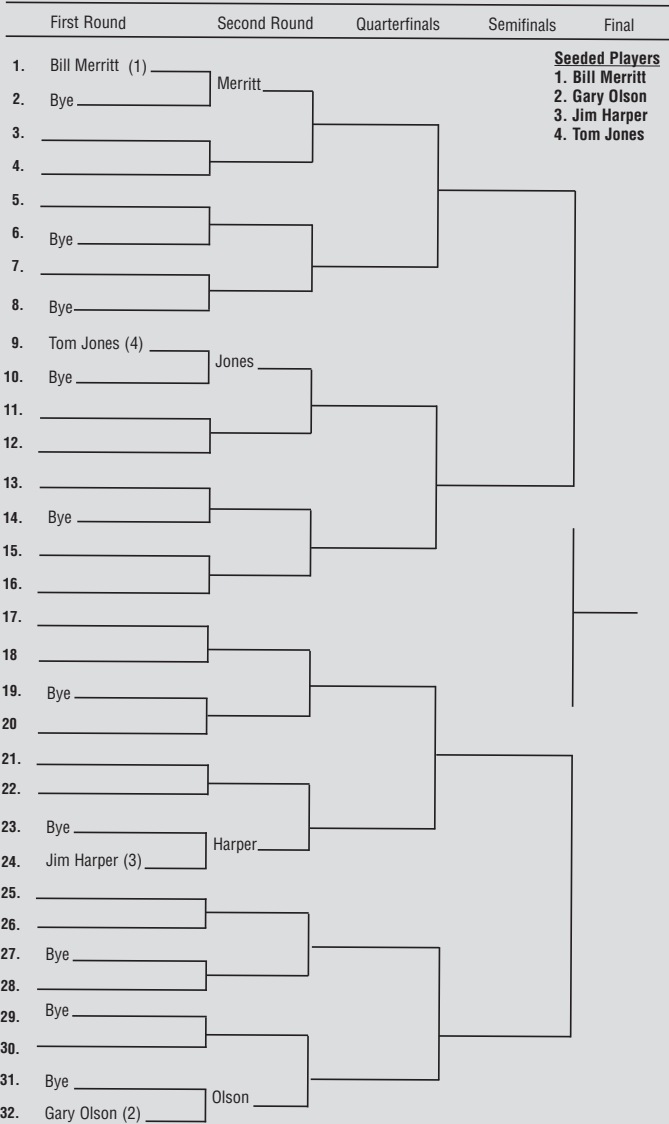 First Round Second Round Quarterfinals Semifinals Final
Seeded Players
1. Bill Merritt
2. Gary Olson
3. Jim Harper
4. Tom Jones
1. Bill Merritt (1)
Merritt
2. Bye
3.
4.
5.
6. Bye
7.
8. Bye
9. Tom Jones (4)
Jones
10. Bye
11.
12.
13.
14. Bye
15.
16.
17.
18
19. Bye
20
21.
22.
23. Bye
Harper
24. Jim Harper (3)
25.
26.
27. Bye
28.
29. Bye
30.
31. Bye
Olson
32. Gary Olson (2)